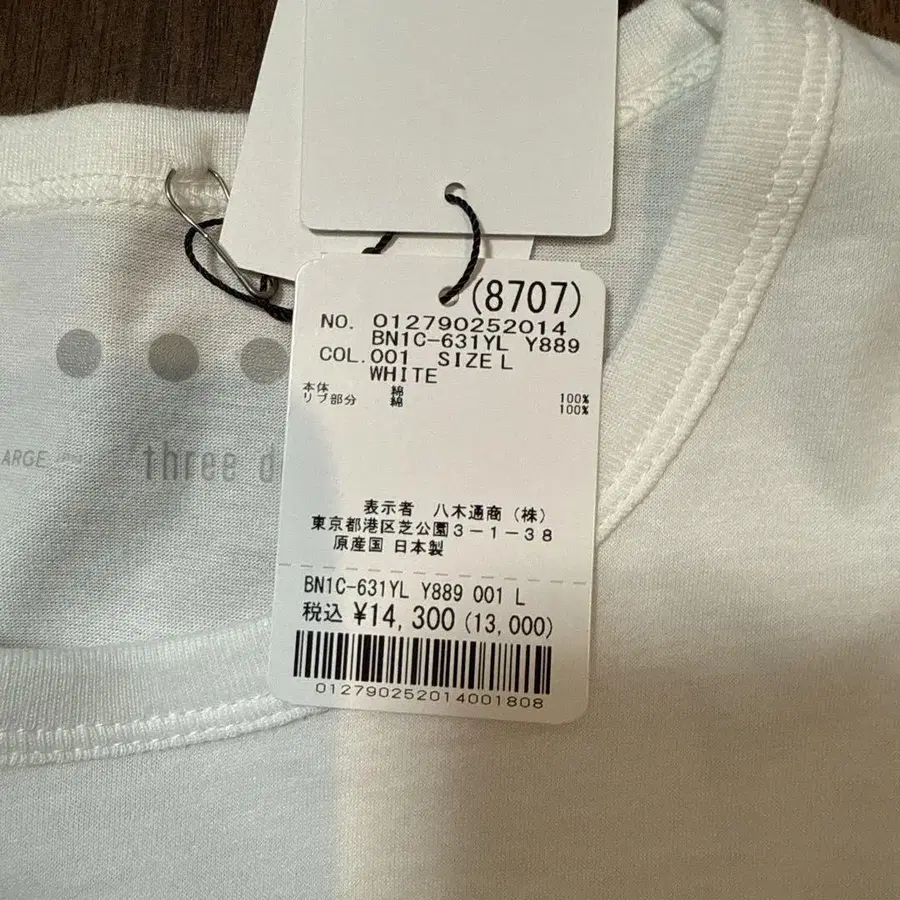 (8707)
NO. 012790252014
BN1C-631YL Y889
COL.001 SIZE L
WHITE
本体 綿 100%
リブ部分 綿 100%
表示者 八木通商（株）
東京都港区芝公園3-1-38
原産国 日本製
BN1C-631YL Y889 001 L
税込 ¥14,300 (13,000)
012790252014001808
ARGE
three d